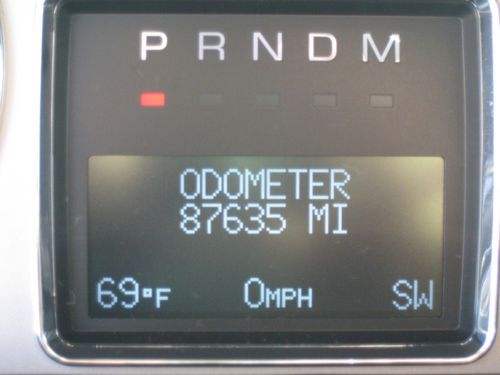 P R N D M
ODOMETER
87635 MI
69°F 0MPH SW